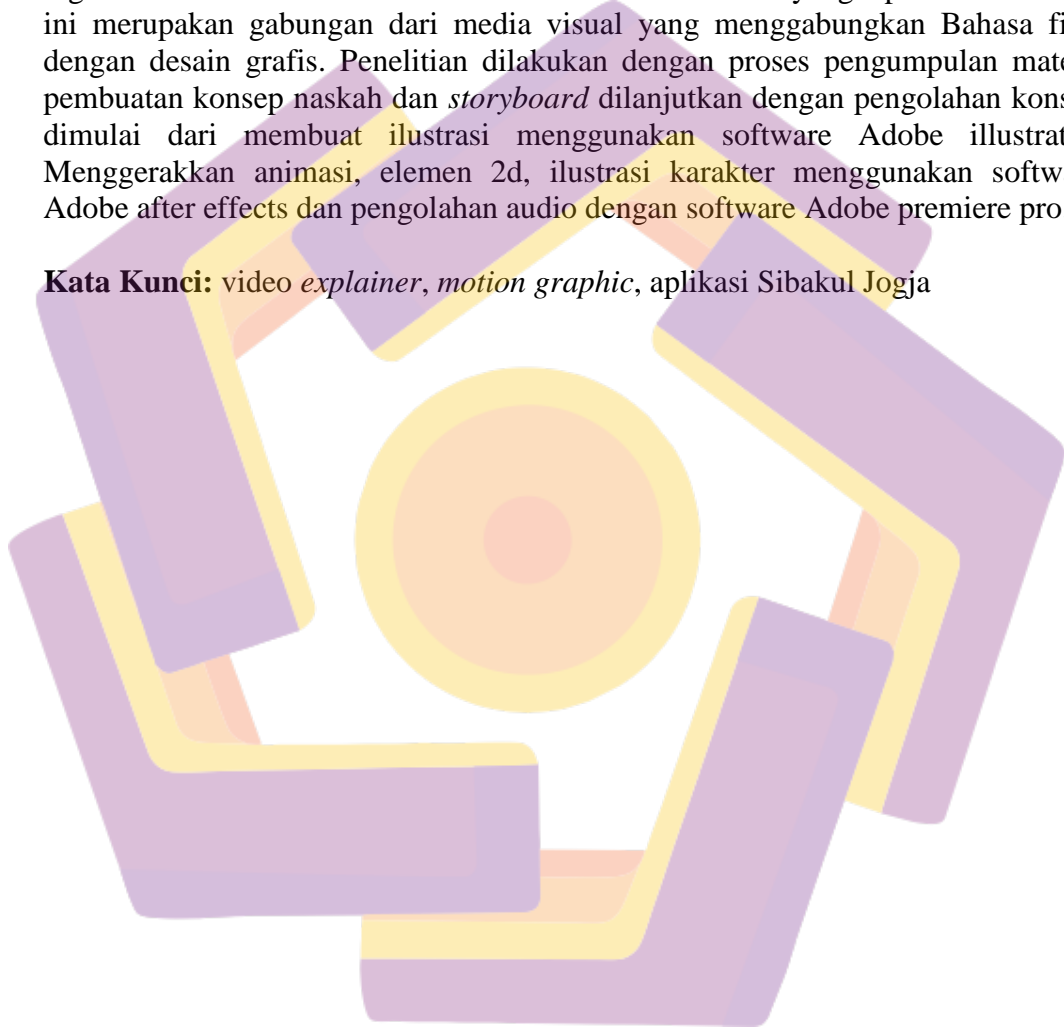 ini merupakan gabungan dari media visual yang menggabungkan Bahasa
dengan desain grafis. Penelitian dilakukan dengan proses pengumpulan
pembuatan konsep naskah dan storyboard dilanjutkan dengan pengolahan
dimulai dari membuat ilustrasi menggunakan software Adobe
Menggerakkan animasi, elemen 2d, ilustrasi karakter menggunakan
Adobe after effects dan pengolahan audio dengan software Adobe premiere pro
Kata Kunci: video explainer, motion graphic, aplikasi Sibakul Jogja